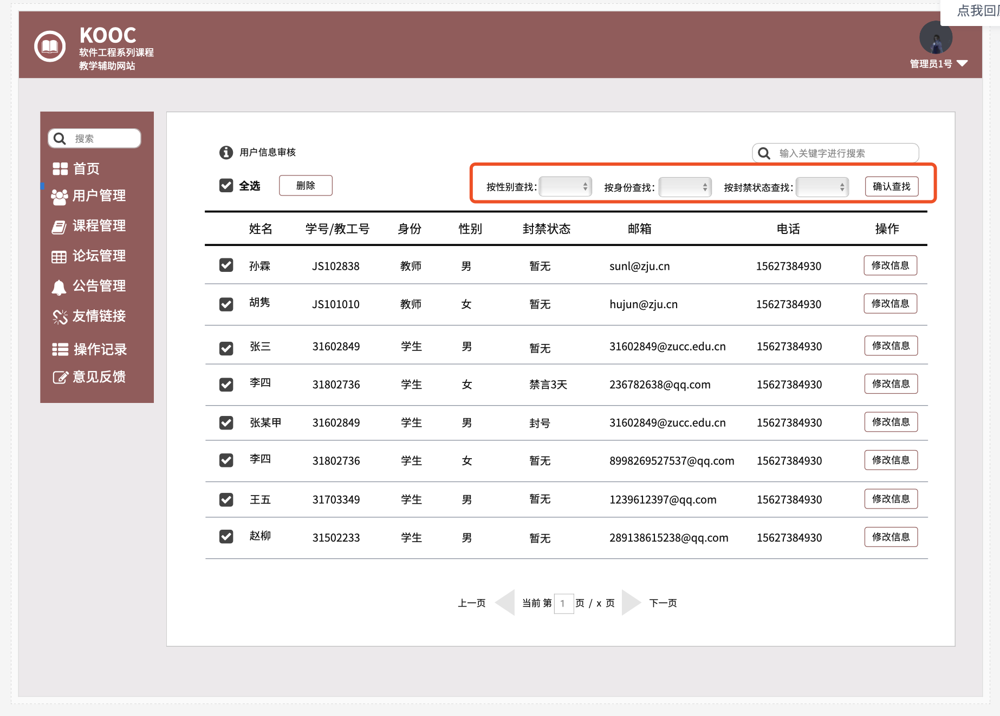 点我回
KOOC
软件工程系列课程
教学辅助网站
管理员1号
搜索
首页
用户管理
课程管理
论坛管理
公告管理
友情链接
操作记录
意见反馈
用户信息审核
输入关键字进行搜索
全选 删除 按性别查找: 按身份查找: 按封禁状态查找: 确认查找
姓名 学号/教工号 身份 性别 封禁状态 邮箱 电话 操作
孙霖 JS102838 教师 男 暂无 sunl@zju.cn 15627384930 修改信息
胡隽 JS101010 教师 女 暂无 hujun@zju.cn 15627384930 修改信息
张三 31602849 学生 男 暂无 31602849@zucc.edu.cn 15627384930 修改信息
李四 31802736 学生 女 禁言3天 236782638@qq.com 15627384930 修改信息
张某甲 31602849 学生 男 封号 31602849@zucc.edu.cn 15627384930 修改信息
李四 31802736 学生 女 暂无 8998269527537@qq.com 15627384930 修改信息
王五 31703349 学生 男 暂无 1239612397@qq.com 15627384930 修改信息
赵柳 31502233 学生 男 暂无 289138615238@qq.com 15627384930 修改信息
上一页 当前 第 1 页 / x 页 下一页